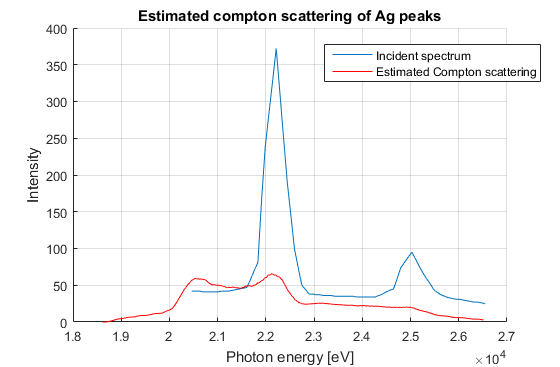 Estimated compton scattering of Ag peaks
400
350
300
250
200
150
100
50
0
Intensity
Incident spectrum
Estimated Compton scattering
1.8 1.9 2 2.1 2.2 2.3 2.4 2.5 2.6 2.7
Photon energy [eV]
×10⁴